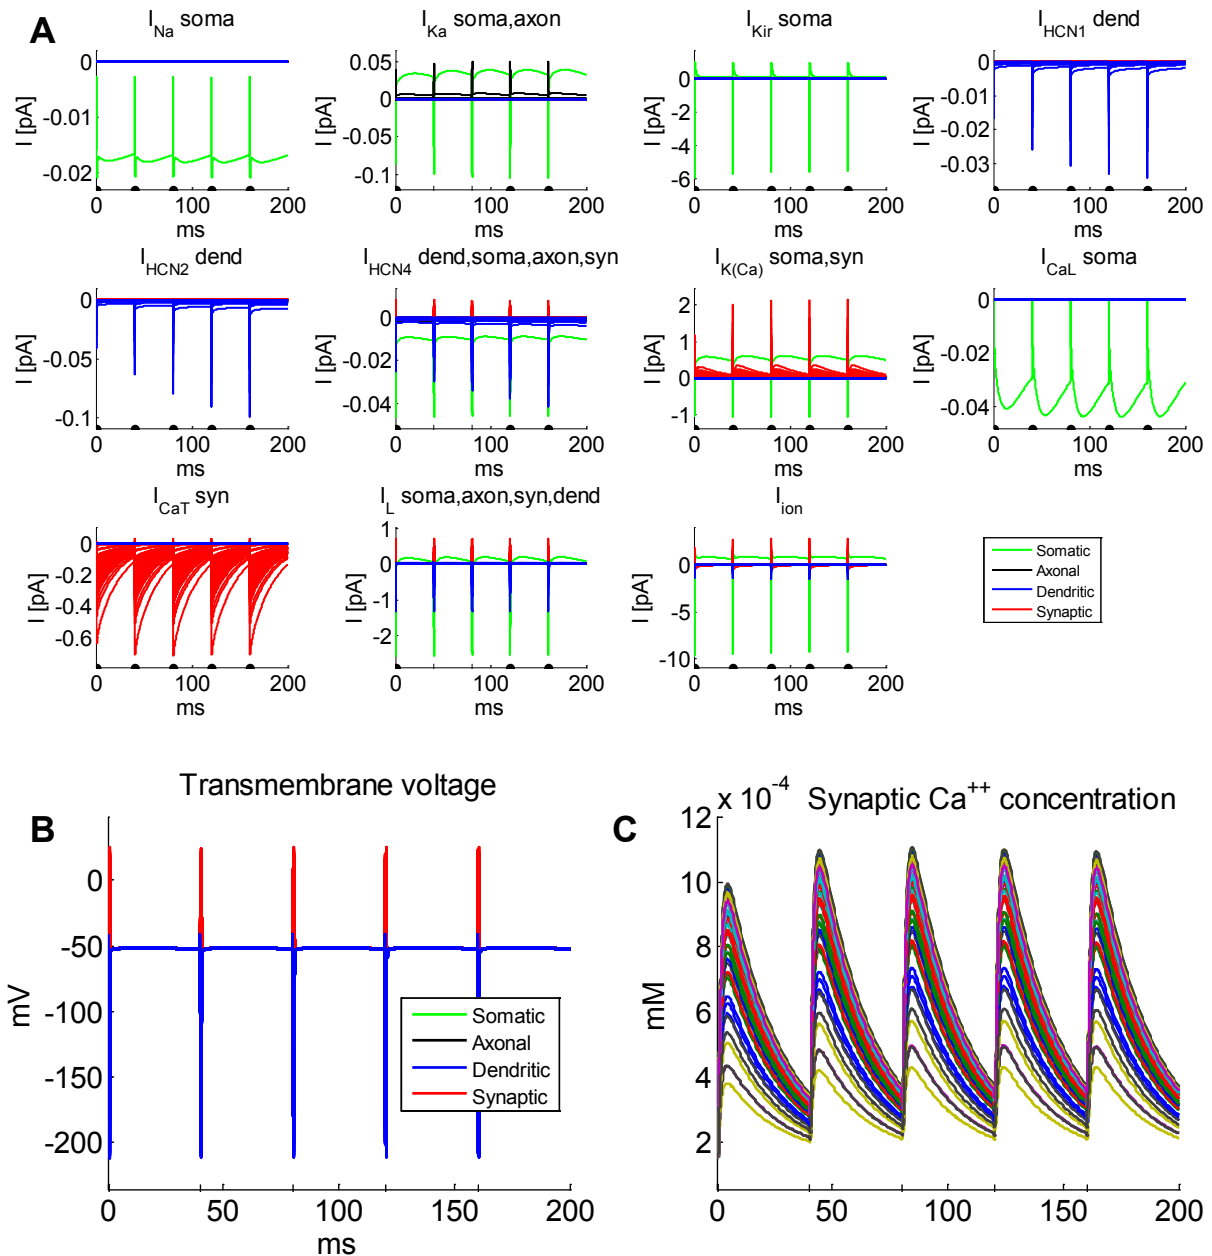 A
I_Na soma
I_Ka soma,axon
I_Kir soma
I_HCN1 dend
I [pA]
0
-0.01
-0.02
0 100 200
ms
I [pA]
0.05
0
-0.05
-0.1
0 100 200
ms
I [pA]
0
-2
-4
-6
0 100 200
ms
I [pA]
0
-0.01
-0.02
-0.03
0 100 200
ms
I_HCN2 dend
I_HCN4 dend,soma,axon,syn
I_K(Ca) soma,syn
I_CaL soma
I [pA]
0
-0.05
-0.1
0 100 200
ms
I [pA]
0
-0.02
-0.04
0 100 200
ms
I [pA]
2
1
0
-1
0 100 200
ms
I [pA]
0
-0.02
-0.04
0 100 200
ms
I_CaT syn
I_L soma,axon,syn,dend
I_ion
I [pA]
0
-0.2
-0.4
-0.6
0 100 200
ms
I [pA]
1
0
-1
-2
0 100 200
ms
I [pA]
0
-5
-10
0 100 200
ms
Somatic
Axonal
Dendritic
Synaptic
B
Transmembrane voltage
mV
0
-50
-100
-150
-200
0 50 100 150 200
ms
Somatic
Axonal
Dendritic
Synaptic
C
x 10^-4 Synaptic Ca^++ concentration
mM
12
10
8
6
4
2
0 50 100 150 200